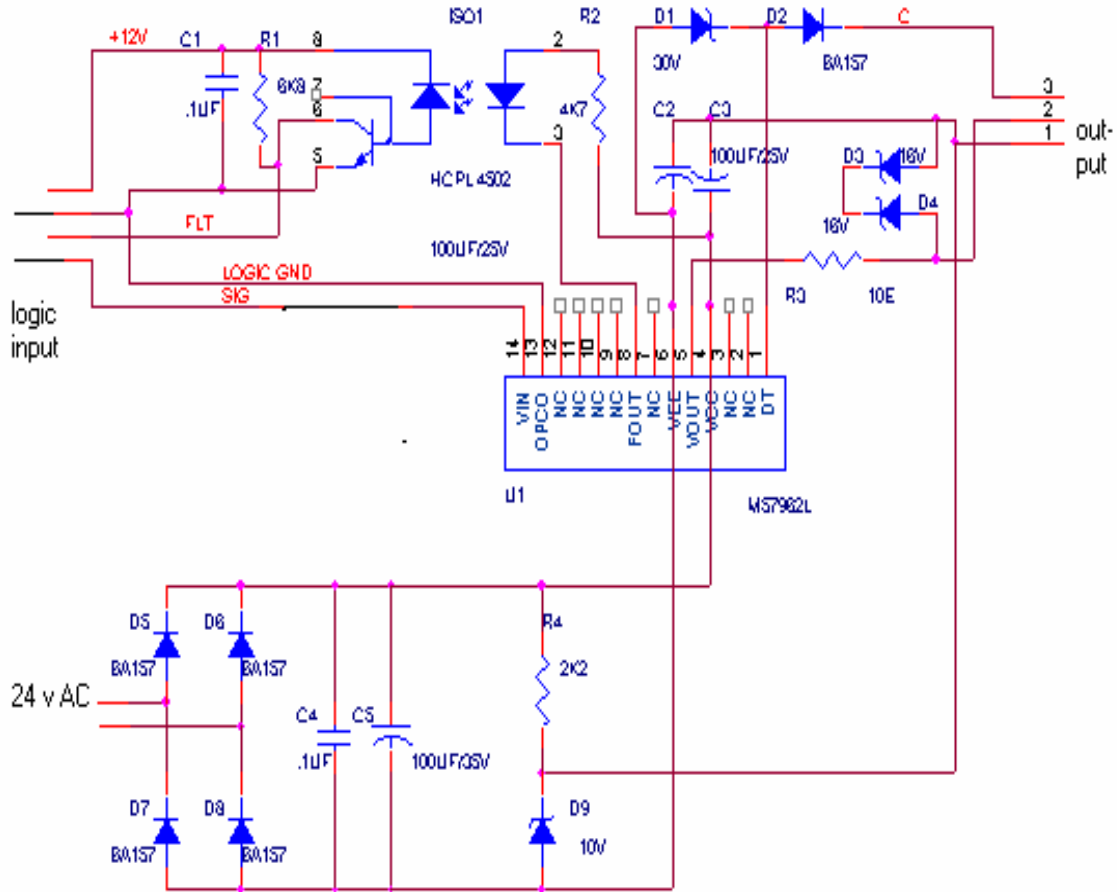 ISO1
R2
D1
D2
C
+12V
C1
R1
8
2
30V
BA157
3
6K8
7
.1UF
6
4K7
C2
C3
2
1
out-
put
5
3
100UF/25V
D3
16V
HCPL4502
D4
FLT
100UF/25V
16V
LOGIC GND
R3
10E
SIG
logic
input
14
13
12
11
10
9
8
7
6
5
4
3
2
1
VIN
OPCO
NC
NC
NC
NC
FOUT
NC
VEE
VOUT
VCC
NC
NC
DT
U1
M57962L
D5
D6
R4
BA157
BA157
2K2
24 v AC
C4
C5
.1UF
100UF/35V
D7
D8
D9
10V
BA157
BA157